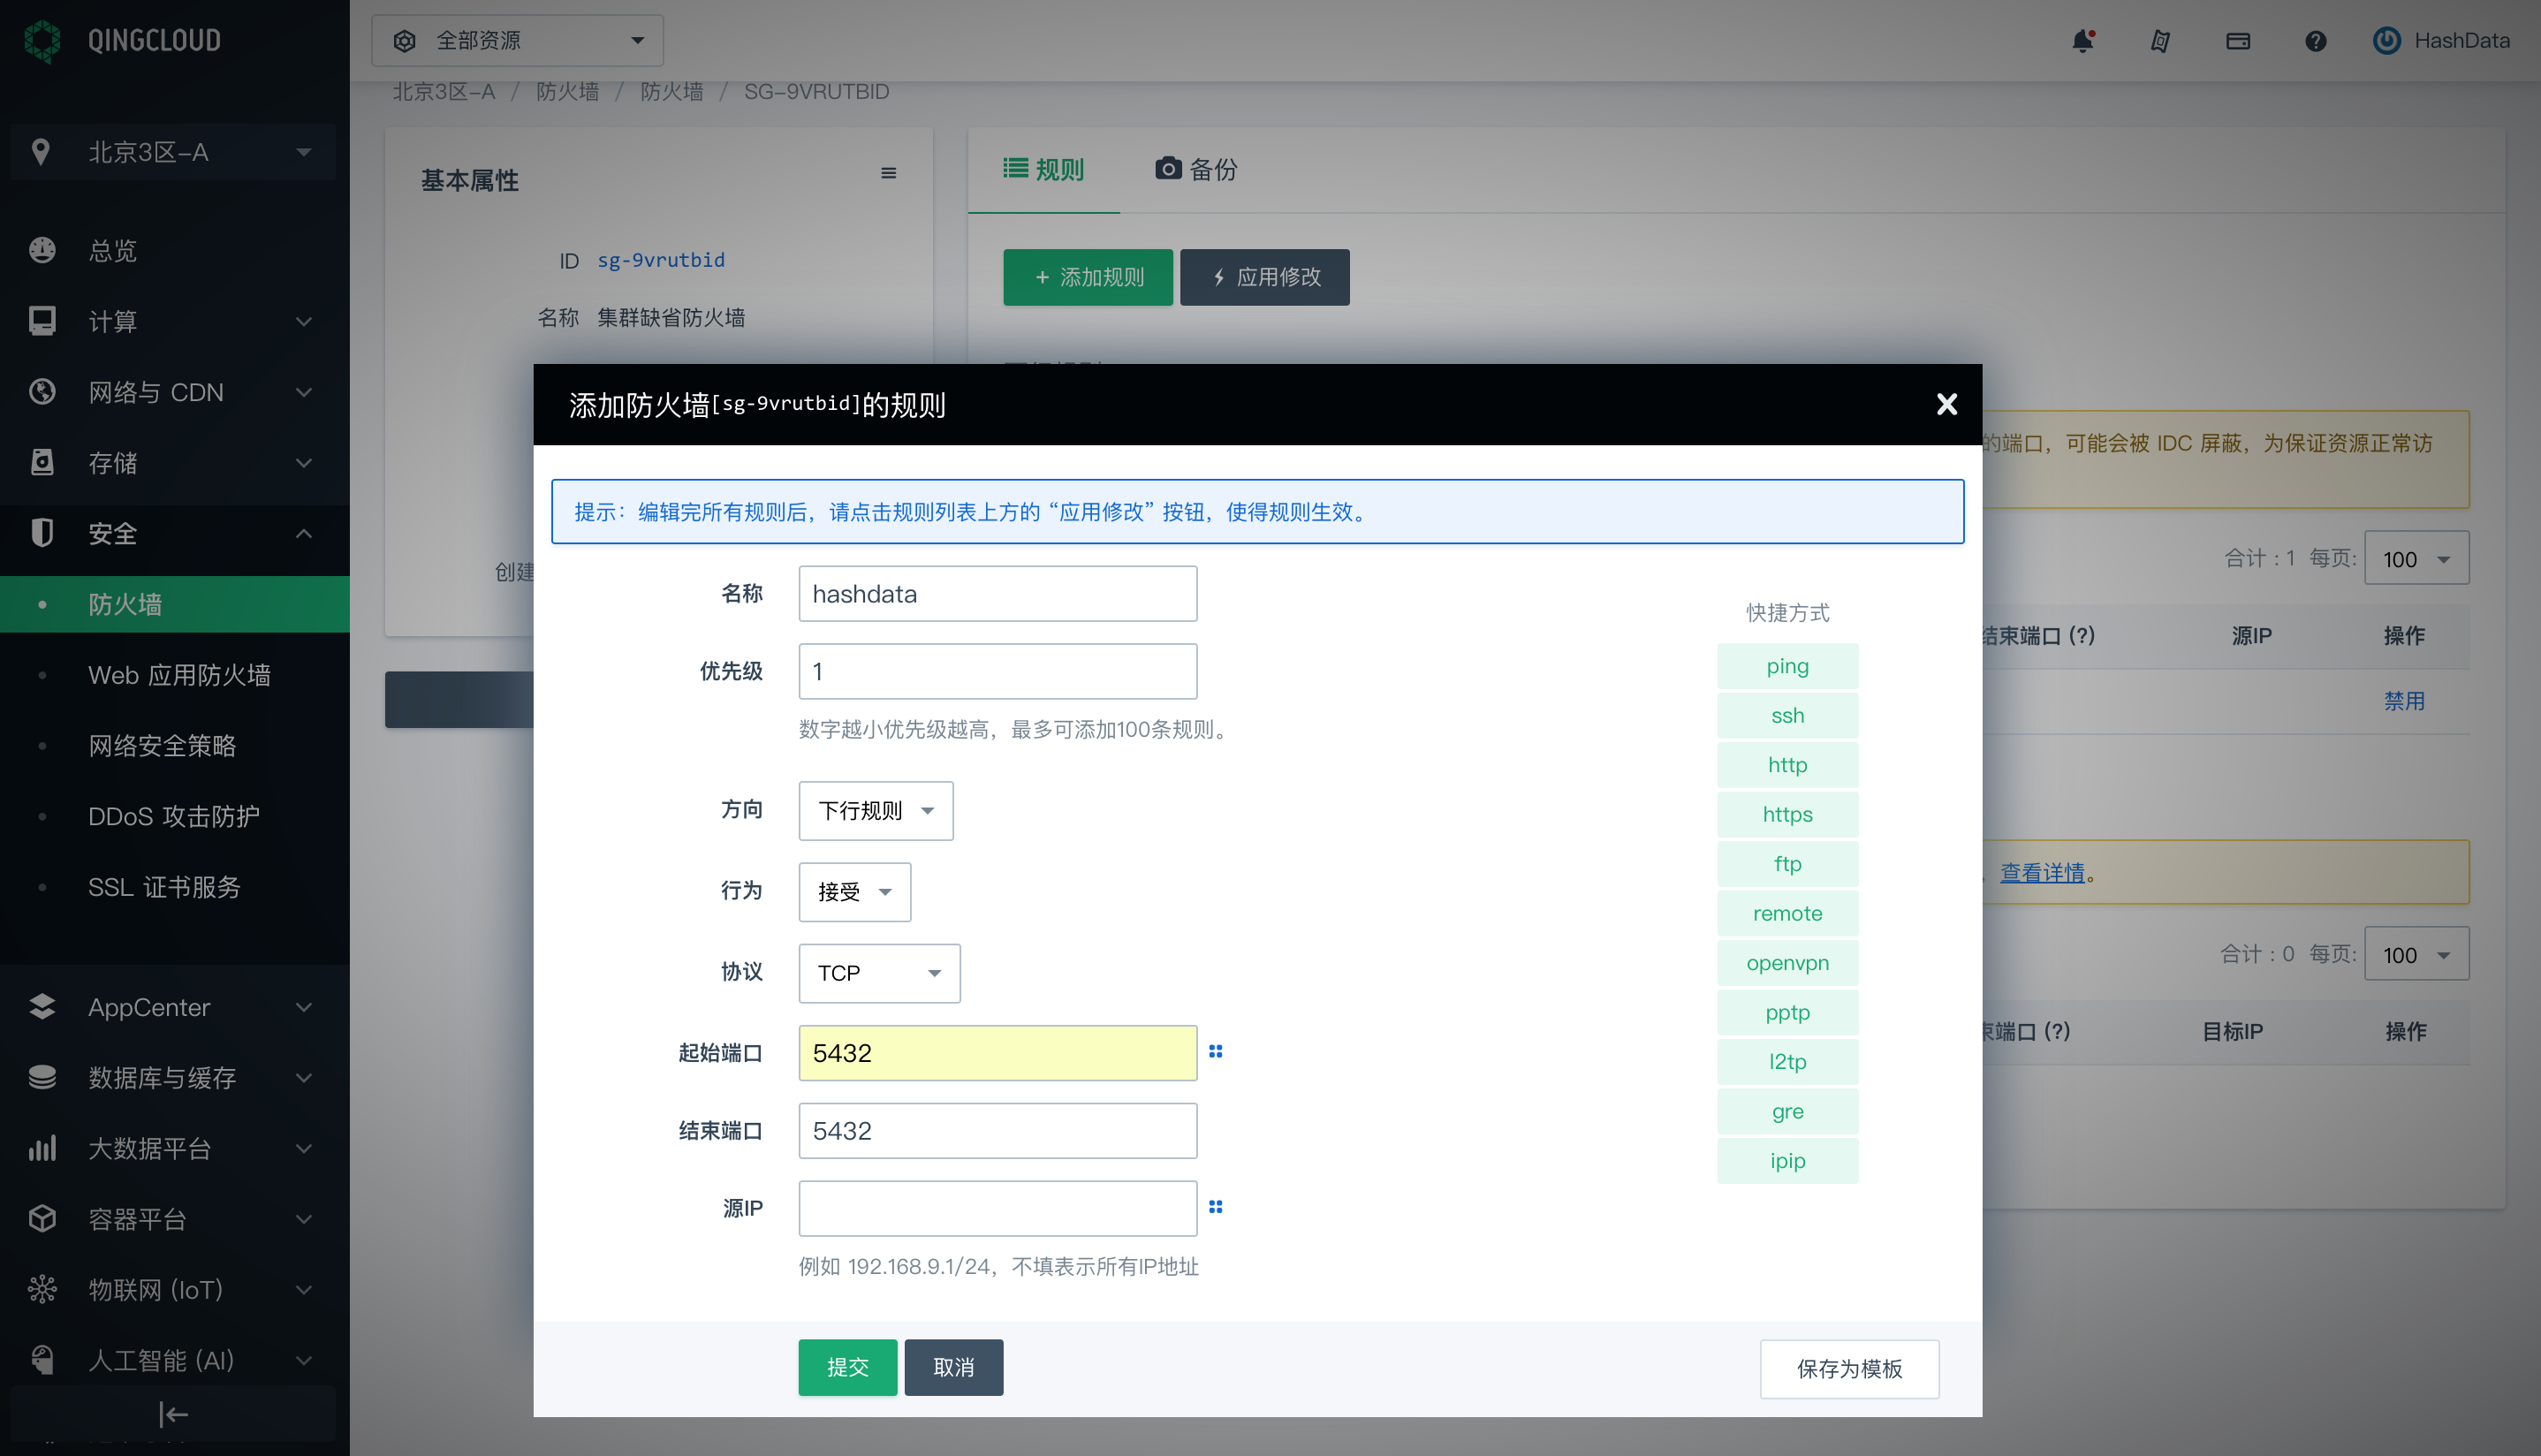 QINGCLOUD
全部资源
HashData
北京3区-A
总览
计算
网络与 CDN
存储
安全
防火墙
Web 应用防火墙
网络安全策略
DDoS 攻击防护
SSL 证书服务
AppCenter
数据库与缓存
大数据平台
容器平台
物联网 (IoT)
人工智能 (AI)
北京3区-A / 防火墙 / 防火墙 / SG-9VRUTBID
基本属性
ID sg-9vrutbid
名称 集群缺省防火墙
创建
规则
备份
+ 添加规则
应用修改
的端口，可能会被 IDC 屏蔽，为保证资源正常访
合计 : 1 每页: 100
结束端口 (?) 源IP 操作
禁用
查看详情。
合计 : 0 每页: 100
束端口 (?) 目标IP 操作
添加防火墙[sg-9vrutbid]的规则
提示：编辑完所有规则后，请点击规则列表上方的 “应用修改” 按钮，使得规则生效。
名称 hashdata
优先级 1
数字越小优先级越高，最多可添加100条规则。
方向 下行规则
行为 接受
协议 TCP
起始端口 5432
结束端口 5432
源IP
例如 192.168.9.1/24，不填表示所有IP地址
快捷方式
ping
ssh
http
https
ftp
remote
openvpn
pptp
l2tp
gre
ipip
提交
取消
保存为模板